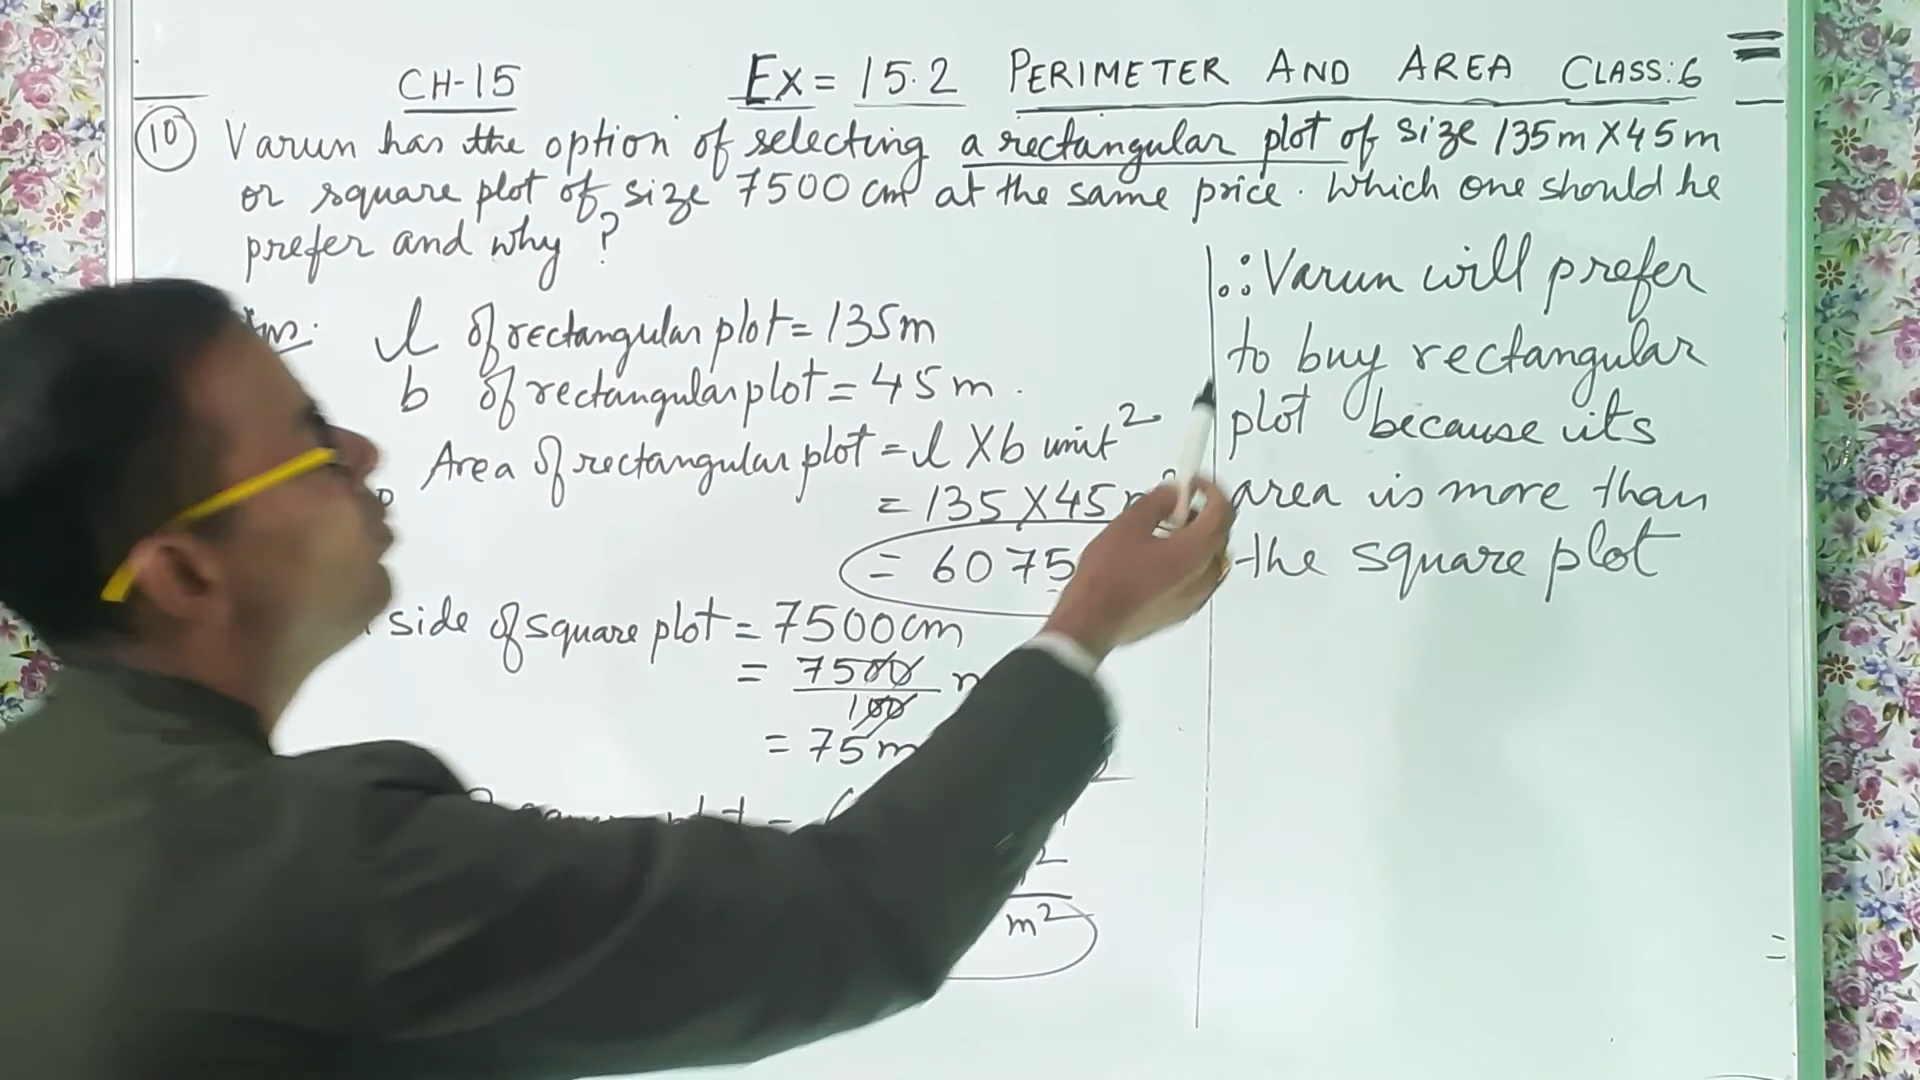 CH-15 Ex = 15.2 PERIMETER AND AREA CLASS: 6
10 Varun has the option of selecting a rectangular plot of size 135m X 45m
or square plot of size 7500 cm at the same price. Which one should he
prefer and why?
l of rectangular plot = 135m
b of rectangular plot = 45m.
Area of rectangular plot = l X b unit²
= 135 X 45
= 6075
side of square plot = 7500cm
= 7500/100
= 75m
m²
∴ Varun will prefer
to buy rectangular
plot because its
area is more than
the square plot